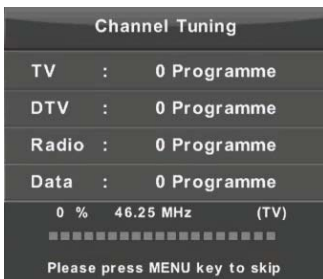 Channel Tuning
TV : 0 Programme
DTV : 0 Programme
Radio : 0 Programme
Data : 0 Programme
0 % 46.25 MHz (TV)
Please press MENU key to skip